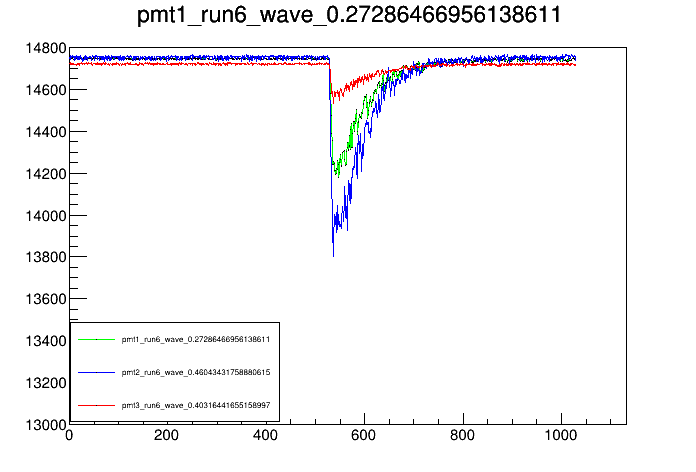 pmt1_run6_wave_0.27286466956138611
14800
14600
14400
14200
14000
13800
13600
13400
13200
13000
pmt1_run6_wave_0.27286466956138611
pmt2_run6_wave_0.46043431758880615
pmt3_run6_wave_0.40316441655158997
0 200 400 600 800 1000